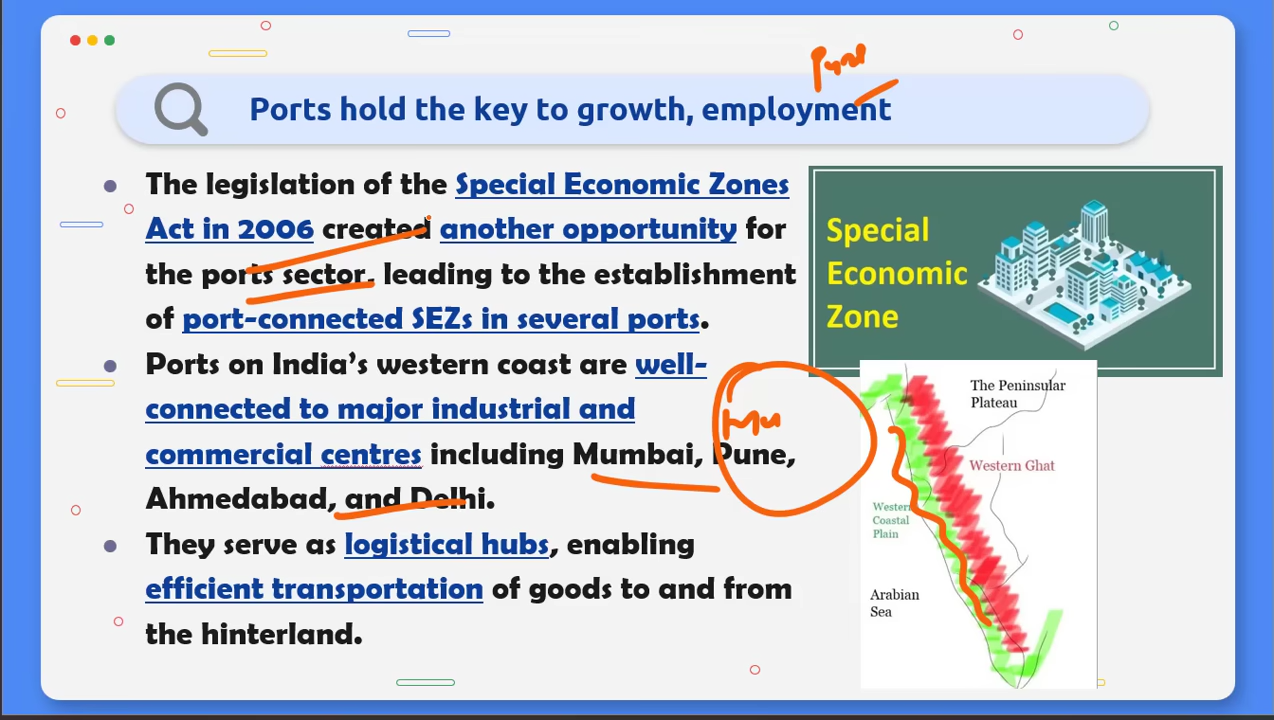 Ports hold the key to growth, employment
The legislation of the Special Economic Zones
Act in 2006 created another opportunity for
the ports sector, leading to the establishment
of port-connected SEZs in several ports.
Ports on India's western coast are well-
connected to major industrial and
commercial centres including Mumbai, Pune,
Ahmedabad, and Delhi.
They serve as logistical hubs, enabling
efficient transportation of goods to and from
the hinterland.
Special
Economic
Zone
The Peninsular
Plateau
Western Ghat
Coastal
Plain
Arabian
Sea